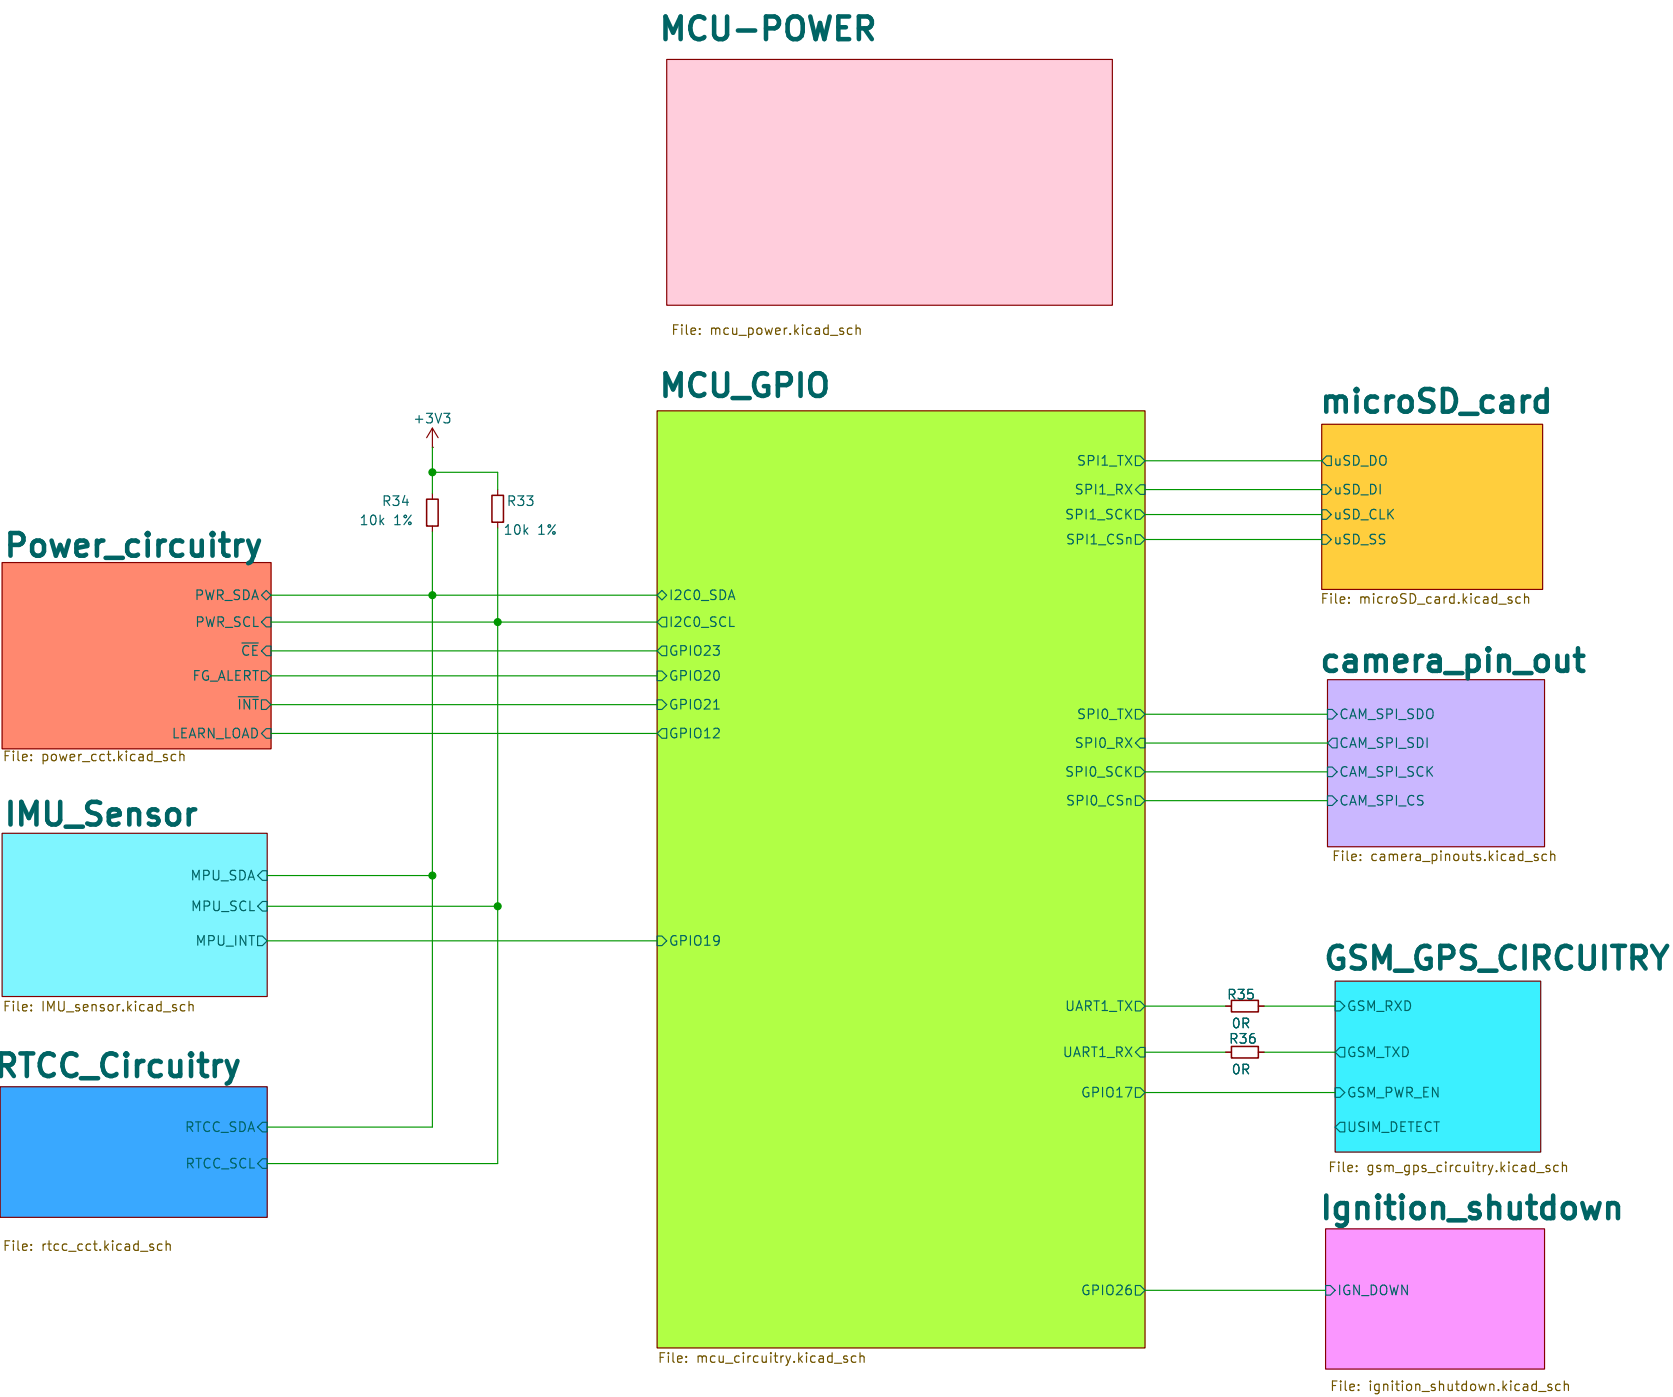 MCU-POWER
File: mcu_power.kicad_sch
MCU_GPIO
SPI1_TX
SPI1_RX
SPI1_SCK
SPI1_CSn
I2C0_SDA
I2C0_SCL
GPIO23
GPIO20
GPIO21
GPIO12
SPI0_TX
SPI0_RX
SPI0_SCK
SPI0_CSn
GPIO19
UART1_TX
UART1_RX
GPIO17
GPIO26
File: mcu_circuitry.kicad_sch
+3V3
R34
10k 1%
R33
10k 1%
Power_circuitry
PWR_SDA
PWR_SCL
CE
FG_ALERT
INT
LEARN_LOAD
File: power_cct.kicad_sch
IMU_Sensor
MPU_SDA
MPU_SCL
MPU_INT
File: IMU_sensor.kicad_sch
RTCC_Circuitry
RTCC_SDA
RTCC_SCL
File: rtcc_cct.kicad_sch
microSD_card
uSD_DO
uSD_DI
uSD_CLK
uSD_SS
File: microSD_card.kicad_sch
camera_pin_out
CAM_SPI_SDO
CAM_SPI_SDI
CAM_SPI_SCK
CAM_SPI_CS
File: camera_pinouts.kicad_sch
R35
0R
R36
0R
GSM_GPS_CIRCUITRY
GSM_RXD
GSM_TXD
GSM_PWR_EN
USIM_DETECT
File: gsm_gps_circuitry.kicad_sch
Ignition_shutdown
IGN_DOWN
File: ignition_shutdown.kicad_sch